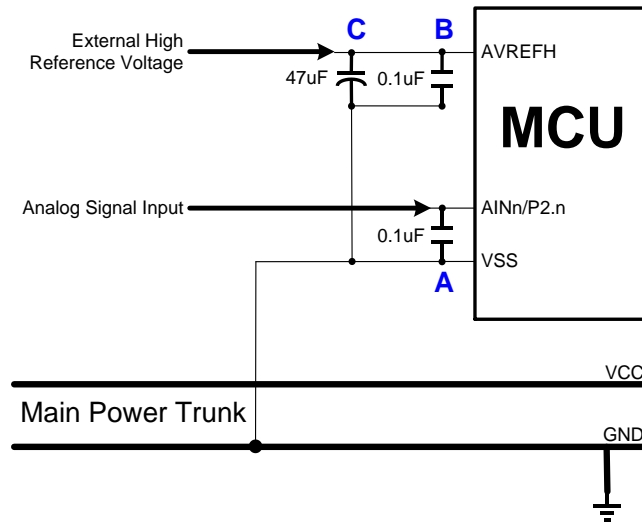 C
B
External High
Reference Voltage
AVREFH
47uF
0.1uF
MCU
Analog Signal Input
AINn/P2.n
0.1uF
VSS
A
VCC
Main Power Trunk
GND